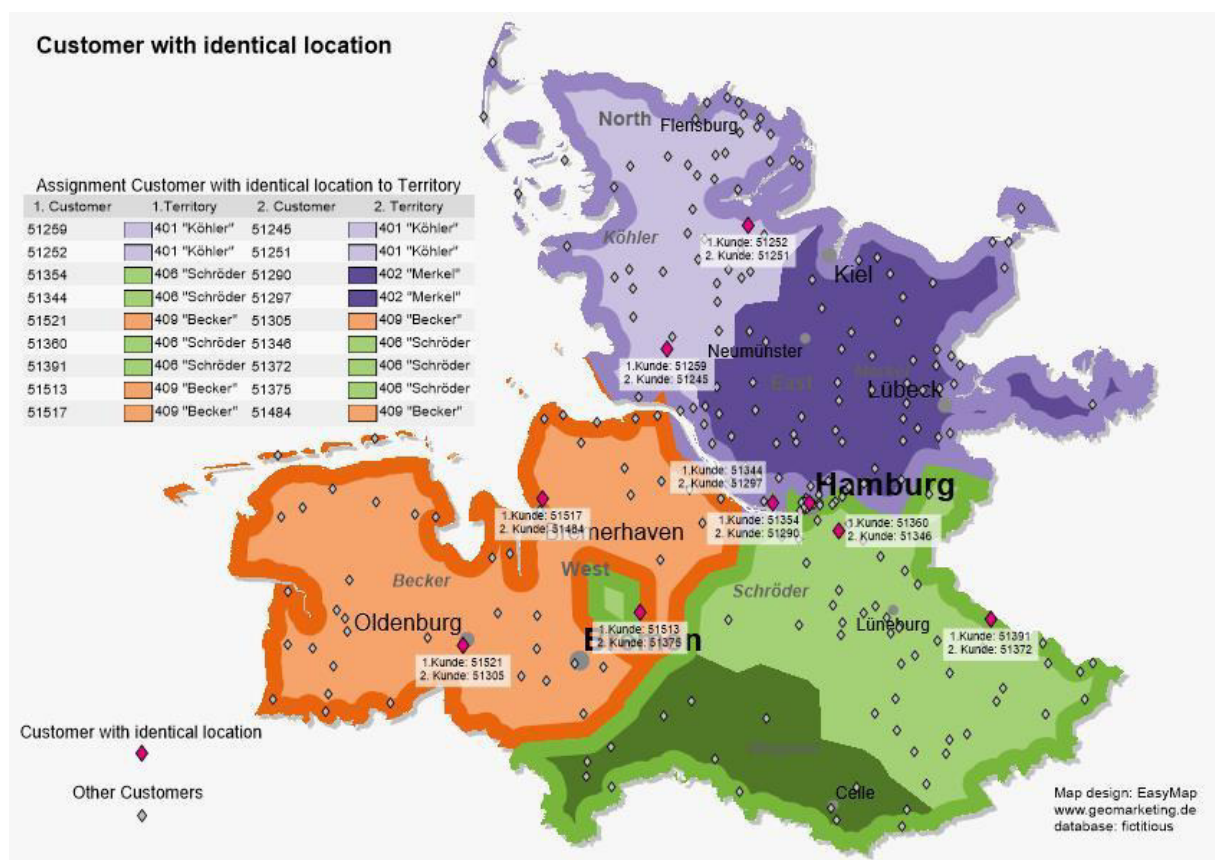 Customer with identical location
North
Flensburg
Assignment Customer with identical location to Territory
1. Customer 1.Territory 2. Customer 2. Territory
51259 401 "Köhler" 51245 401 "Köhler"
51252 401 "Köhler" 51251 401 "Köhler"
51354 406 "Schröder 51290 402 "Merkel"
51344 406 "Schröder 51297 402 "Merkel"
51521 409 "Becker" 51305 409 "Becker"
51360 406 "Schröder 51346 406 "Schröder
51391 406 "Schröder 51372 406 "Schröder
51513 409 "Becker" 51375 406 "Schröder
51517 409 "Becker" 51484 409 "Becker"
Köhler
1.Kunde: 51252
2. Kunde: 51251
Kiel
Neumünster
1.Kunde: 51259
2. Kunde: 51245
East
Lübeck
1.Kunde: 51344
2. Kunde: 51297
Hamburg
1.Kunde: 51517
2. Kunde: 51484
Bremerhaven
1.Kunde: 51354
2. Kunde: 51290
1.Kunde: 51360
2. Kunde: 51346
West
Becker
Schröder
Oldenburg
Lüneburg
1.Kunde: 51513
2. Kunde: 51375
1.Kunde: 51391
2. Kunde: 51372
1.Kunde: 51521
2. Kunde: 51305
Customer with identical location
Other Customers
Celle
Map design: EasyMap
www.geomarketing.de
database: fictitious